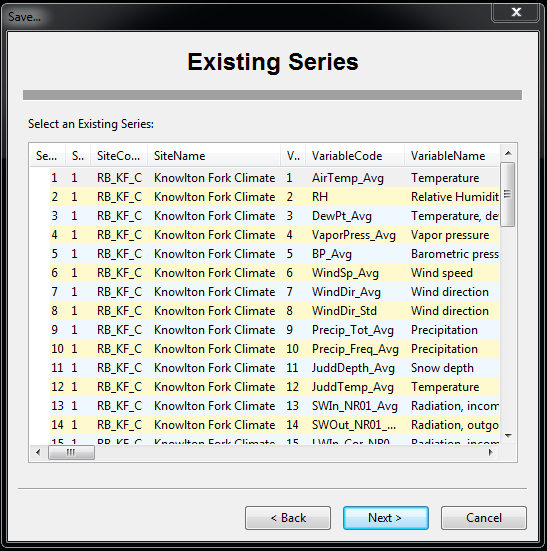 Save...
Existing Series
Select an Existing Series:
Se... S.. SiteCo... SiteName V.. VariableCode VariableName
1 1 RB_KF_C Knowlton Fork Climate 1 AirTemp_Avg Temperature
2 1 RB_KF_C Knowlton Fork Climate 2 RH Relative Humidit
3 1 RB_KF_C Knowlton Fork Climate 3 DewPt_Avg Temperature, de
4 1 RB_KF_C Knowlton Fork Climate 4 VaporPress_Avg Vapor pressure
5 1 RB_KF_C Knowlton Fork Climate 5 BP_Avg Barometric press
6 1 RB_KF_C Knowlton Fork Climate 6 WindSp_Avg Wind speed
7 1 RB_KF_C Knowlton Fork Climate 7 WindDir_Avg Wind direction
8 1 RB_KF_C Knowlton Fork Climate 8 WindDir_Std Wind direction
9 1 RB_KF_C Knowlton Fork Climate 9 Precip_Tot_Avg Precipitation
10 1 RB_KF_C Knowlton Fork Climate 10 Precip_Freq_Avg Precipitation
11 1 RB_KF_C Knowlton Fork Climate 11 JuddDepth_Avg Snow depth
12 1 RB_KF_C Knowlton Fork Climate 12 JuddTemp_Avg Temperature
13 1 RB_KF_C Knowlton Fork Climate 13 SWIn_NR01_Avg Radiation, incom
14 1 RB_KF_C Knowlton Fork Climate 14 SWOut_NR01_... Radiation, outgo
15 1 RB_KF_C Knowlton Fork Climate 15 LWIn_Cor_NR0... Radiation, incom
< Back Next > Cancel